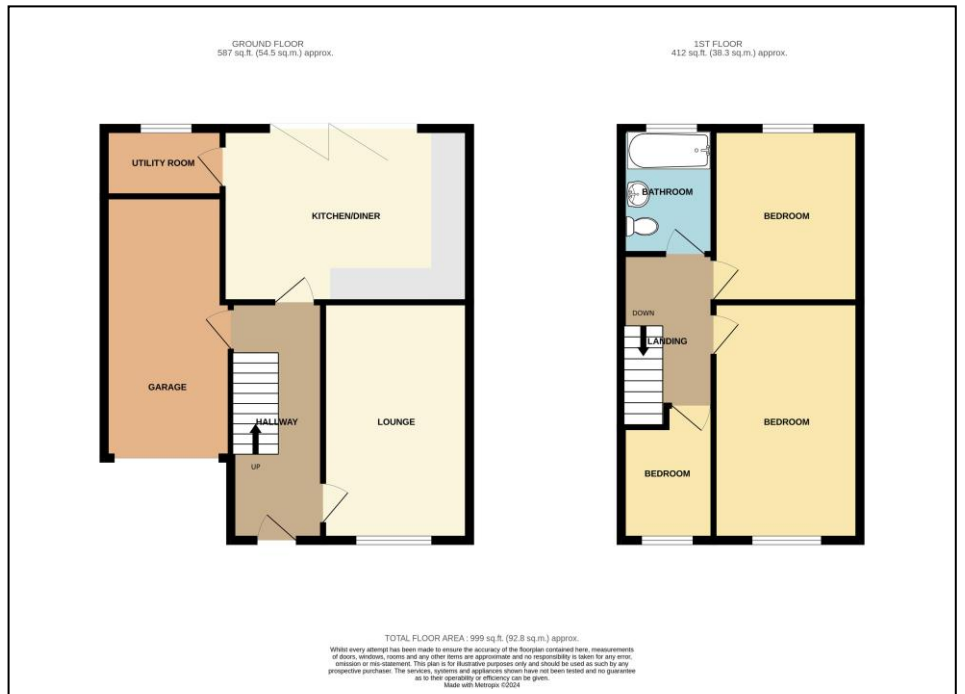 GROUND FLOOR
587 sq.ft. (54.5 sq.m.) approx.
1ST FLOOR
412 sq.ft. (38.3 sq.m.) approx.
UTILITY ROOM
KITCHEN/DINER
GARAGE
HALLWAY
UP
LOUNGE
BATHROOM
BEDROOM
DOWN
LANDING
BEDROOM
BEDROOM
TOTAL FLOOR AREA : 999 sq.ft. (92.8 sq.m.) approx.
Whilst every attempt has been made to ensure the accuracy of the floorplan contained here, measurements
of doors, windows, rooms and any other items are approximate and no responsibility is taken for any error,
omission or mis-statement. This plan is for illustrative purposes only and should be used as such by any
prospective purchaser. The services, systems and appliances shown have not been tested and no guarantee
as to their operability or efficiency can be given.
Made with Metropix ©2024